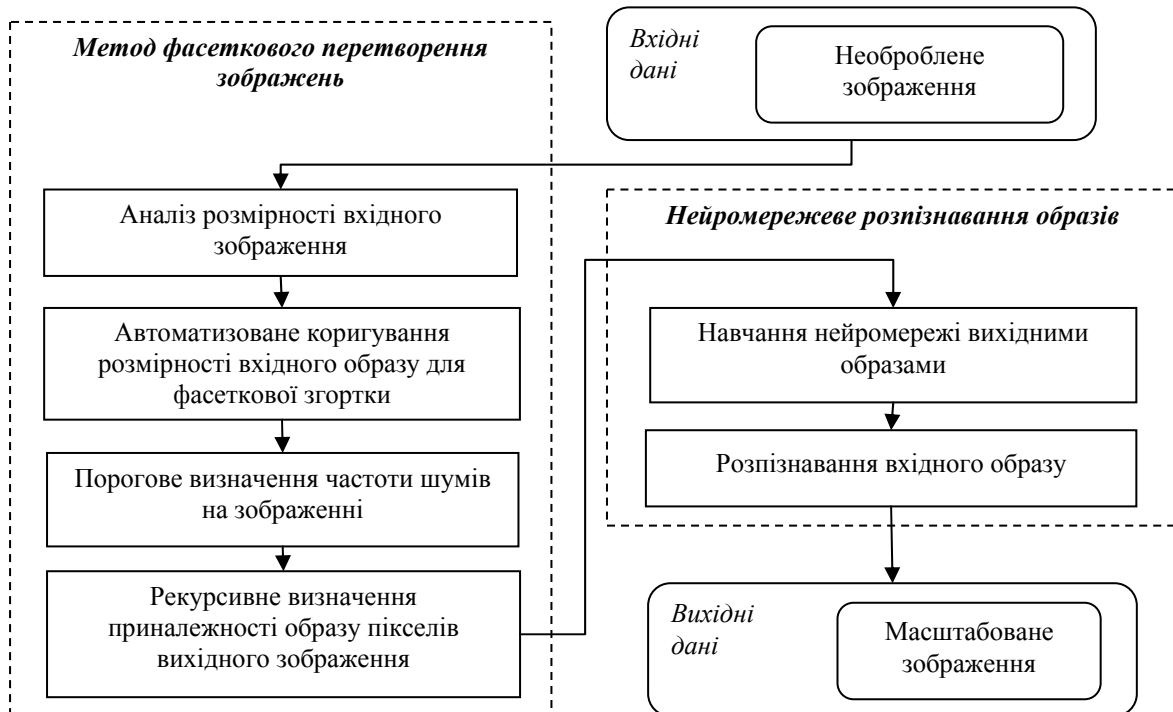 Метод фасеткового перетворення
зображень
Вхідні
дані
Необроблене
зображення
Аналіз розмірності вхідного
зображення
Автоматизоване коригування
розмірності вхідного образу для
фасеткової згортки
Порогове визначення частоти шумів
на зображенні
Рекурсивне визначення
приналежності образу пікселів
вихідного зображення
Нейромережеве розпізнавання образів
Навчання нейромережі вихідними
образами
Розпізнавання вхідного образу
Вихідні
дані
Масштабоване
зображення